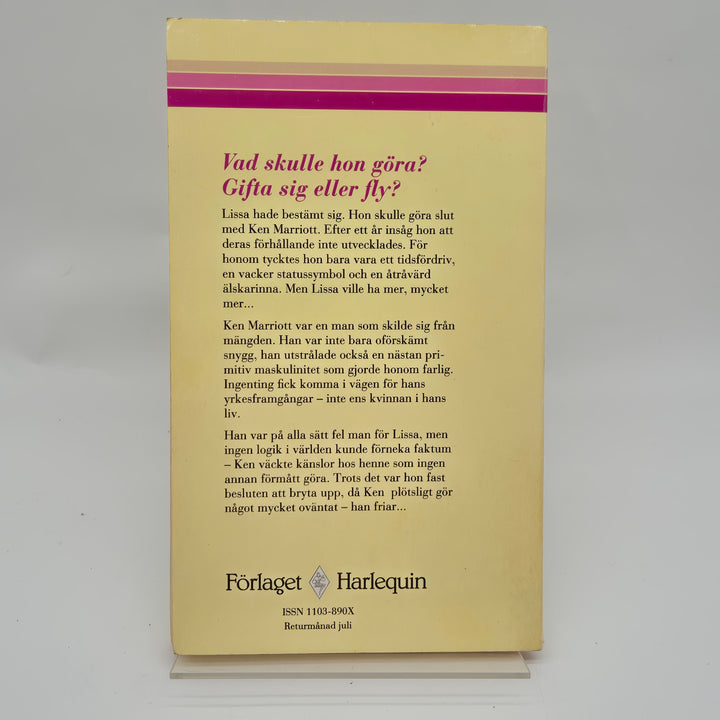 Vad skulle hon göra?
Gifta sig eller fly?
Lissa hade bestämt sig. Hon skulle göra slut
med Ken Marriott. Efter ett år insåg hon att
deras förhållande inte utvecklades. För
honom tycktes hon bara vara ett tidsfördriv,
en vacker statussymbol och en åtråvärd
älskarinna. Men Lissa ville ha mer, mycket
mer...
Ken Marriott var en man som skilde sig från
mängden. Han var inte bara oförskämt
snygg, han utstrålade också en nästan pri-
mitiv maskulinitet som gjorde honom farlig.
Ingenting fick komma i vägen för hans
yrkesframgångar – inte ens kvinnan i hans
liv.
Han var på alla sätt fel man för Lissa, men
ingen logik i världen kunde förneka faktum
– Ken väckte känslor hos henne som ingen
annan förmått göra. Trots det var hon fast
besluten att bryta upp, då Ken plötsligt gör
något mycket oväntat – han friar...
Förlaget Harlequin
ISSN 1103-890X
Returmånad juli